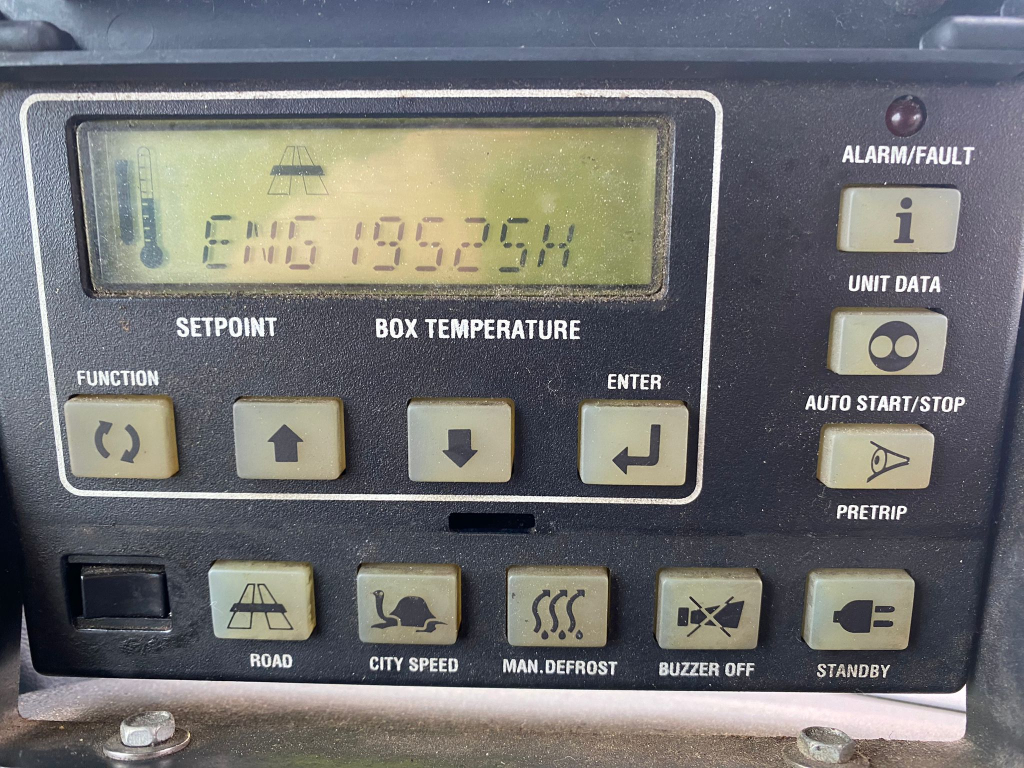 ENG 19525H
SETPOINT BOX TEMPERATURE
FUNCTION ENTER
ALARM/FAULT
i
UNIT DATA
AUTO START/STOP
PRETRIP
ROAD CITY SPEED MAN.DEFROST BUZZER OFF STANDBY